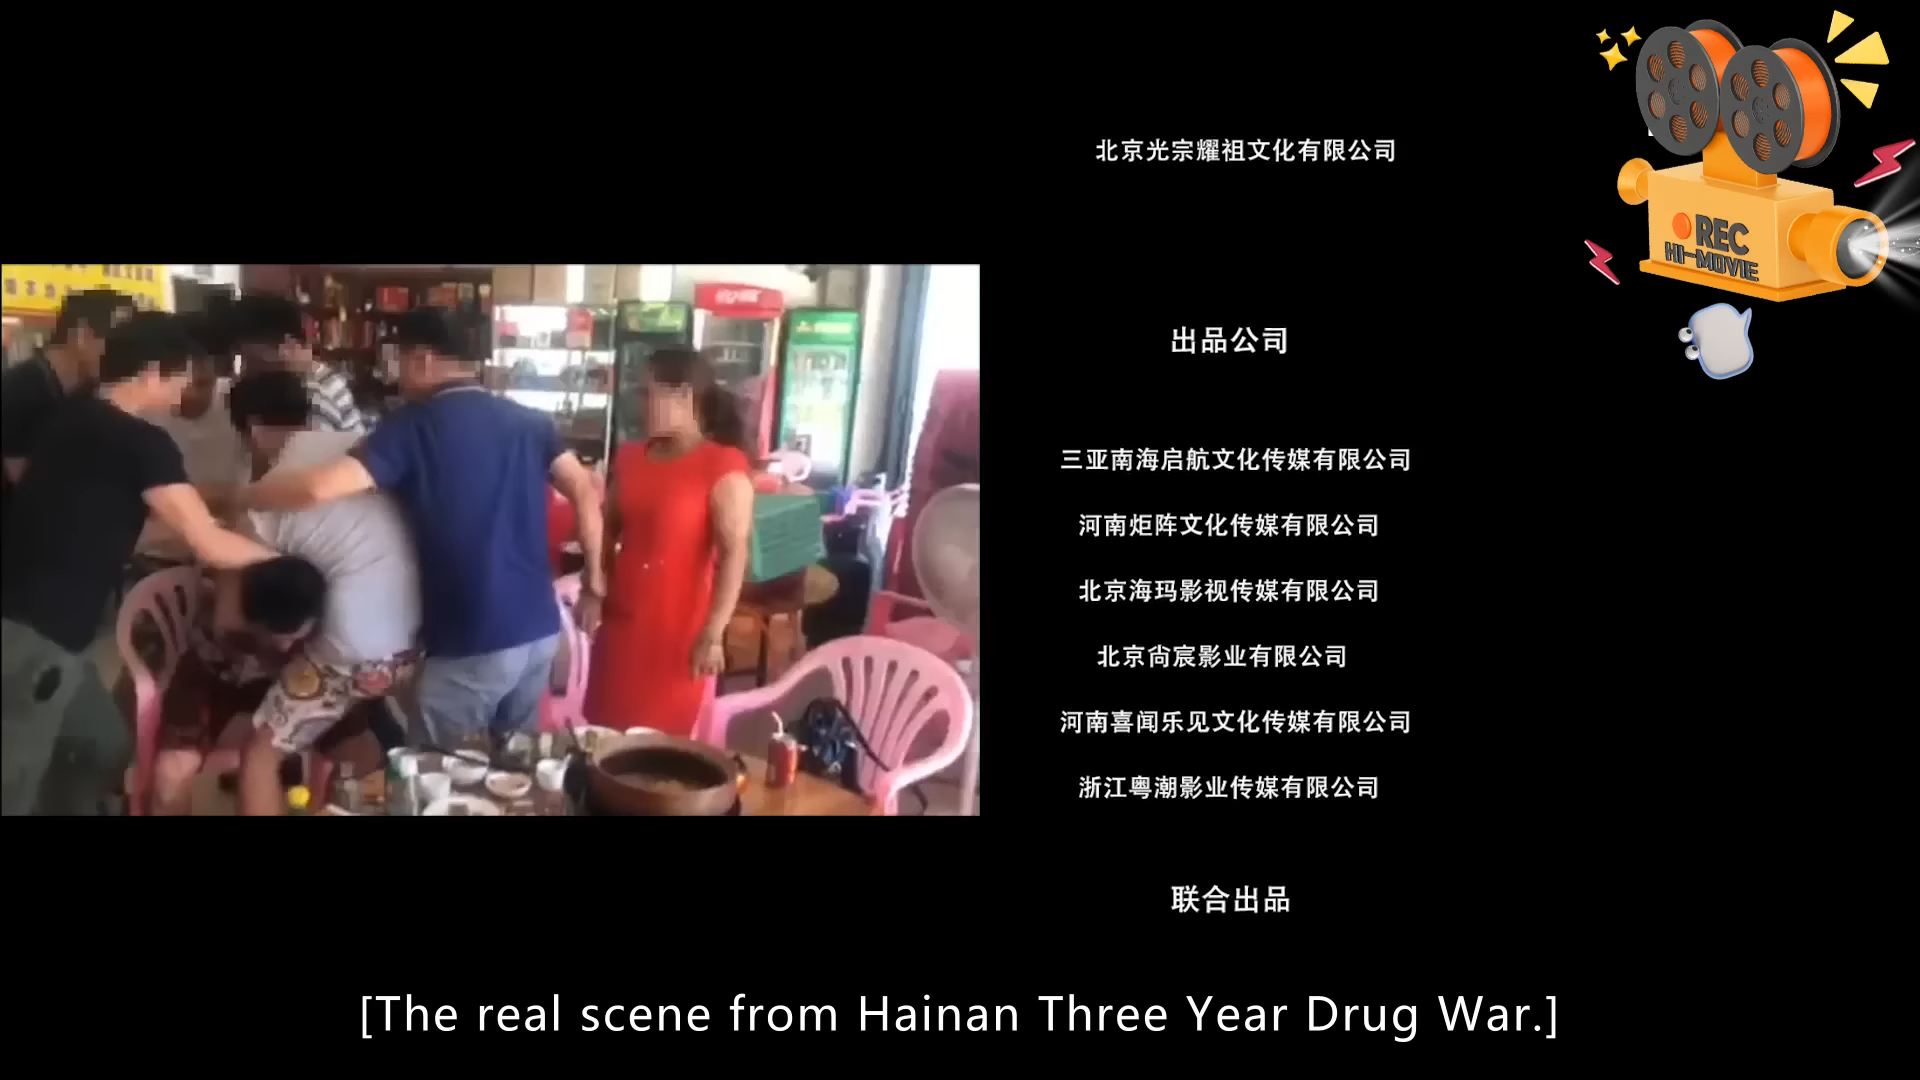 北京光宗耀祖文化有限公司
REC
HI-MOVIE
出品公司
三亚南海启航文化传媒有限公司
河南炬阵文化传媒有限公司
北京海玛影视传媒有限公司
北京尚宸影业有限公司
河南喜闻乐见文化传媒有限公司
浙江粤潮影业传媒有限公司
联合出品
[The real scene from Hainan Three Year Drug War.]